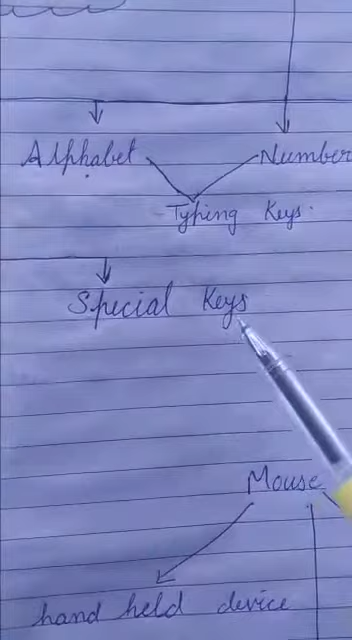 Alphabet Number
Typing Keys.
Special Keys
Mouse
hand held device